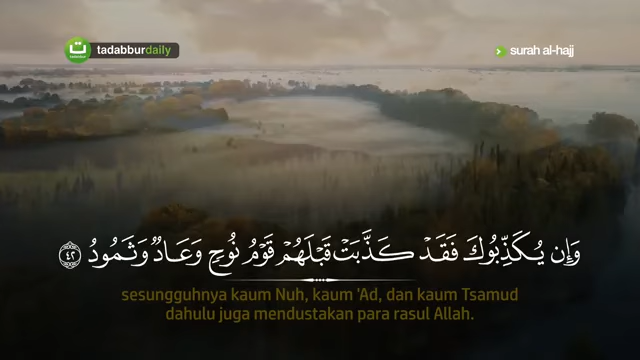 tadabburdaily
surah al-hajj
وَإِن يُكَذِّبُوكَ فَقَدْ كَذَّبَتْ قَبْلَهُمْ قَوْمُ نُوحٍ وَعَادٌ وَثَمُودُ ٤٢
sesungguhnya kaum Nuh, kaum 'Ad, dan kaum Tsamud
dahulu juga mendustakan para rasul Allah.